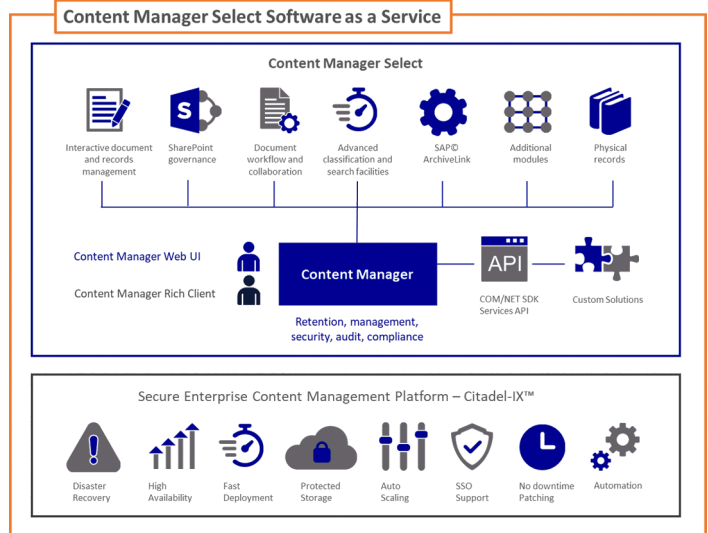 Content Manager Select Software as a Service
Content Manager Select
Interactive document
and records
management
SharePoint
governance
Document
workflow and
collaboration
Advanced
classification and
search facilities
SAP©
ArchiveLink
Additional
modules
Physical
records
S
Content Manager Web UI
Content Manager Rich Client
Content Manager
Retention, management,
security, audit, compliance
API
COM/NET SDK
Services API
Custom Solutions
Secure Enterprise Content Management Platform – Citadel-IX™
Disaster
Recovery
High
Availability
Fast
Deployment
Protected
Storage
Auto
Scaling
SSO
Support
No downtime
Patching
Automation